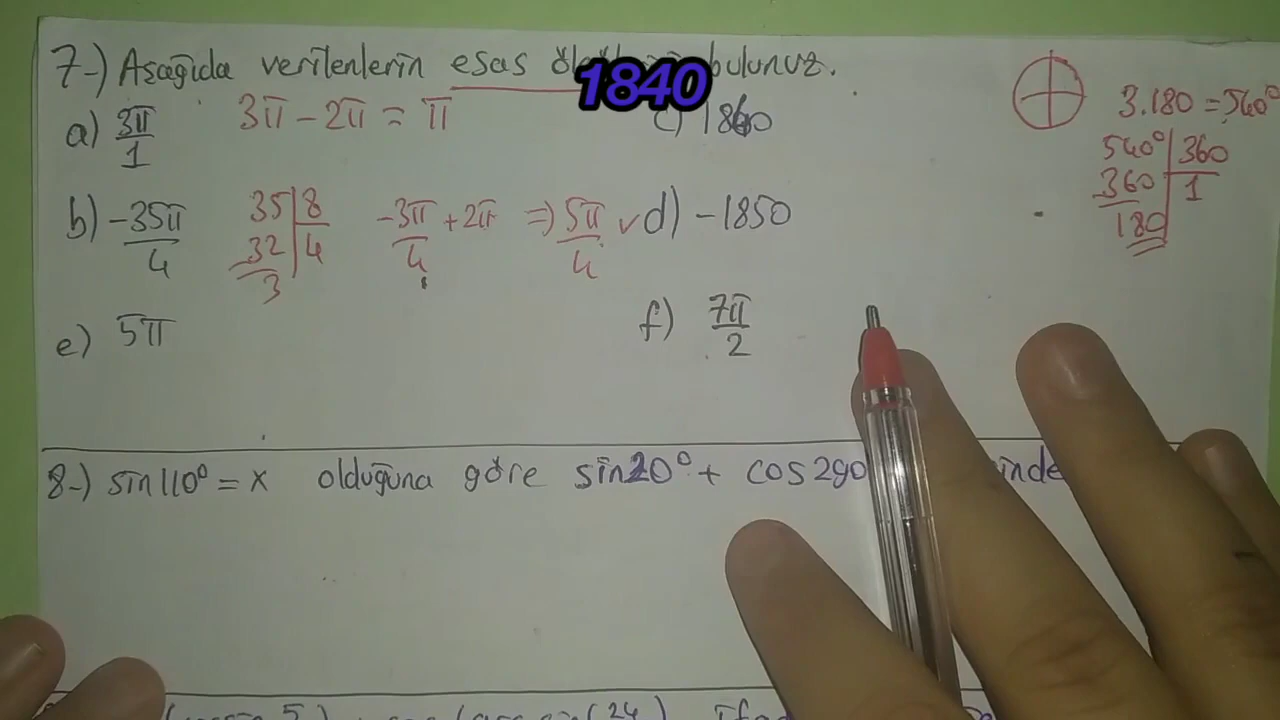 7-) Aşağıda verilenlerin esas bulunuz.
1840
a) 3π/1 3π - 2π = π
c) 1860
b) -35π/4 35 | 8 32 4 3 -3π/4 + 2π ⇒ 5π/4 ✓
d) -1850
e) 5π
f) 7π/2
3.180 = 540°
540° | 360
360 1
180
8-) sin110° = x olduğuna göre sin20° + cos290